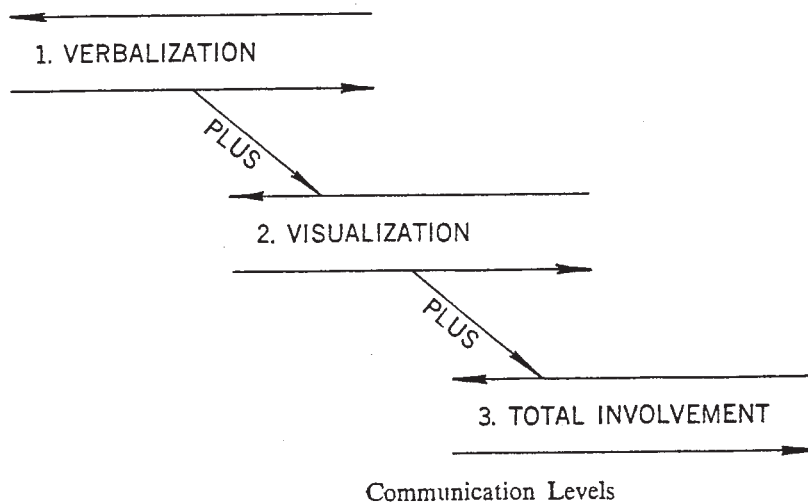 1. VERBALIZATION
PLUS
2. VISUALIZATION
PLUS
3. TOTAL INVOLVEMENT
Communication Levels